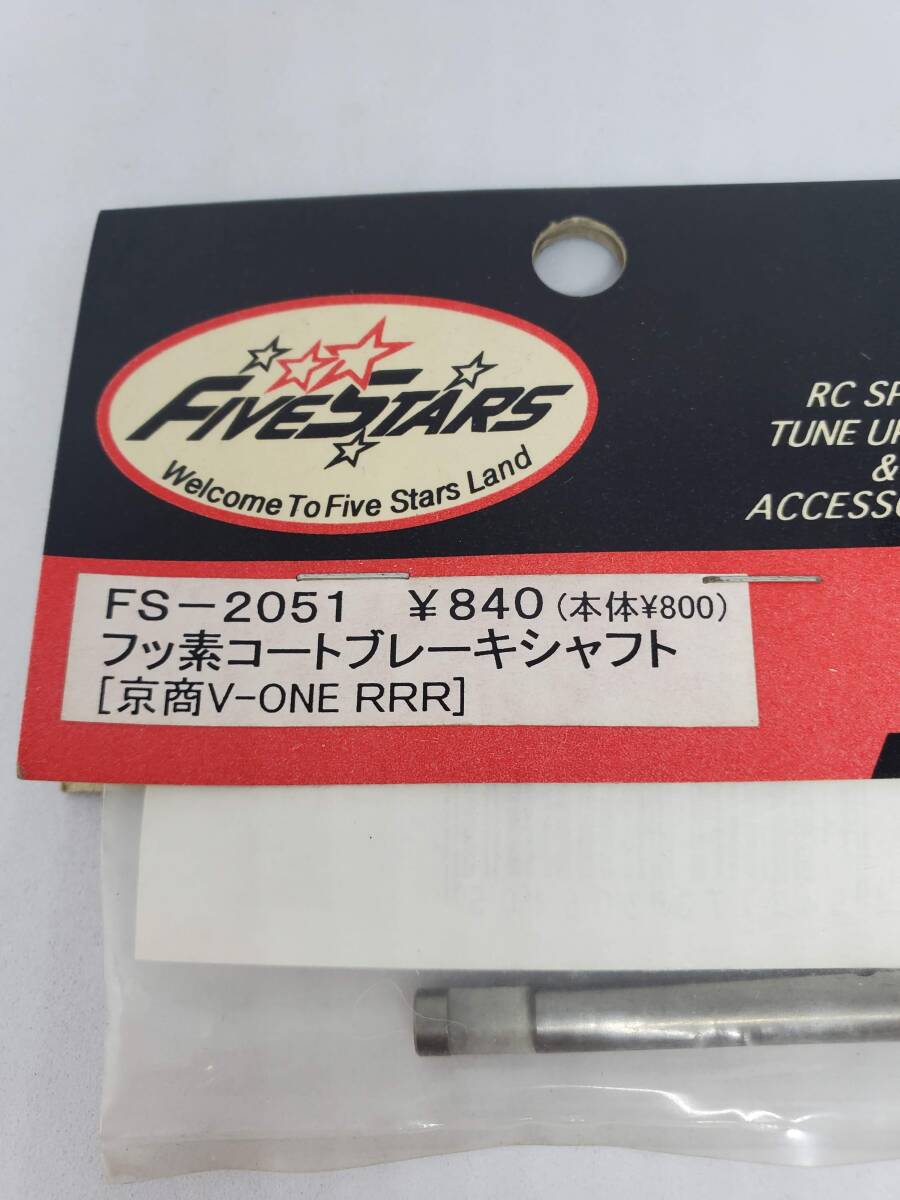 FIVESTARS
Welcome To Five Stars Land
RC SP
TUNE UP
&
ACCESSO
FS-2051 ¥840(本体¥800)
フッ素コートブレーキシャフト
[京商V-ONE RRR]